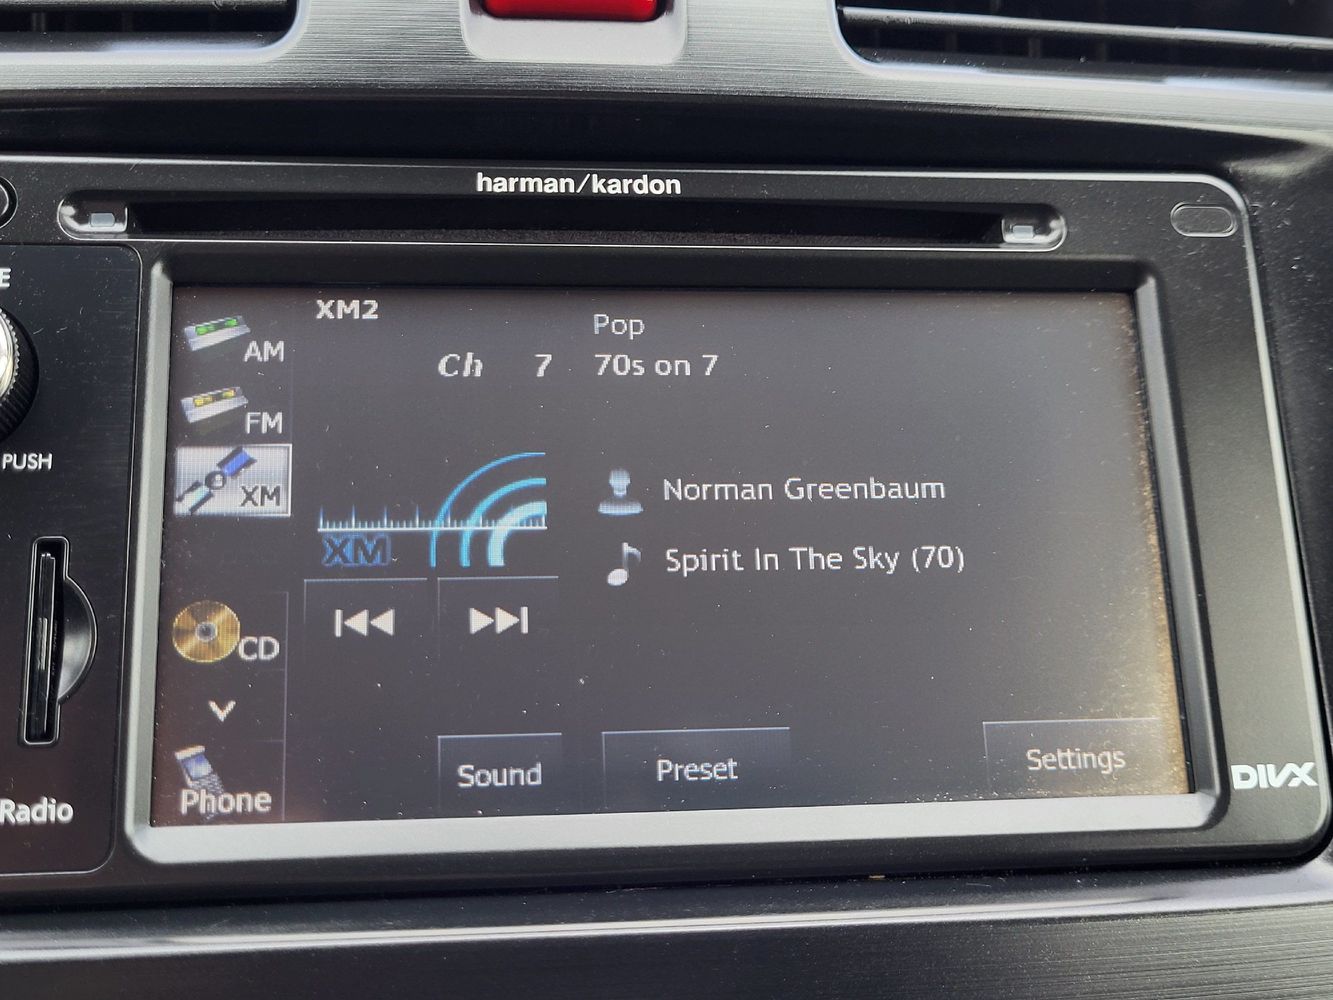 harman/kardon
E
PUSH
Radio
XM2
Pop
Ch 7 70s on 7
AM
FM
XM
XM
Norman Greenbaum
Spirit In The Sky (70)
CD
Phone
Sound
Preset
Settings
DIVX